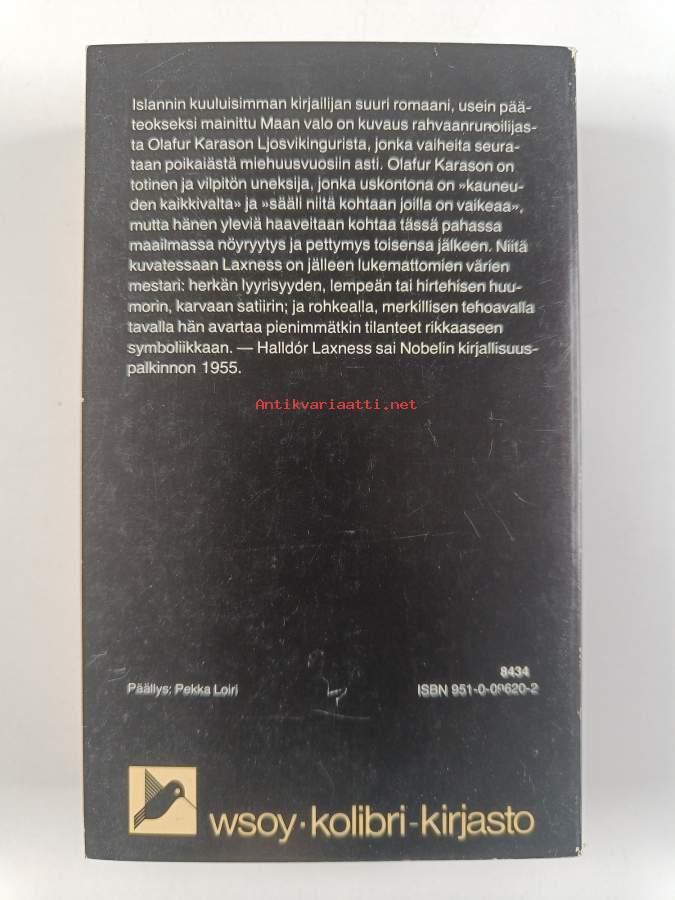 Islannin kuuluisimman kirjailijan suuri romaani, usein pää-
teokseksi mainittu Maan valo on kuvaus rahvaanrunoilijas-
ta Olafur Karason Ljosvikingurista, jonka vaiheita seura-
taan poikaiästä miehuusvuosiin asti. Olafur Karason on
totinen ja vilpitön uneksija, jonka uskontona on »kauneu-
den kaikkivalta» ja »sääli niitä kohtaan joilla on vaikeaa»,
mutta hänen yleviä haaveitaan kohtaa tässä pahassa
maailmassa nöyryytys ja pettymys toisensa jälkeen. Niitä
kuvatessaan Laxness on jälleen lukemattomien värien
mestari: herkän lyyrisyyden, lempeän tai hirtehisen huu-
morin, karvaan satiirin; ja rohkealla, merkillisen tehoavalla
tavalla hän avartaa pienimmätkin tilanteet rikkaaseen
symboliikkaan. — Halldór Laxness sai Nobelin kirjallisuus-
palkinnon 1955.
Antikvariaatti.net
8434
Päällys: Pekka Loiri
ISBN 951-0-09620-2
wsoy·kolibri-kirjasto